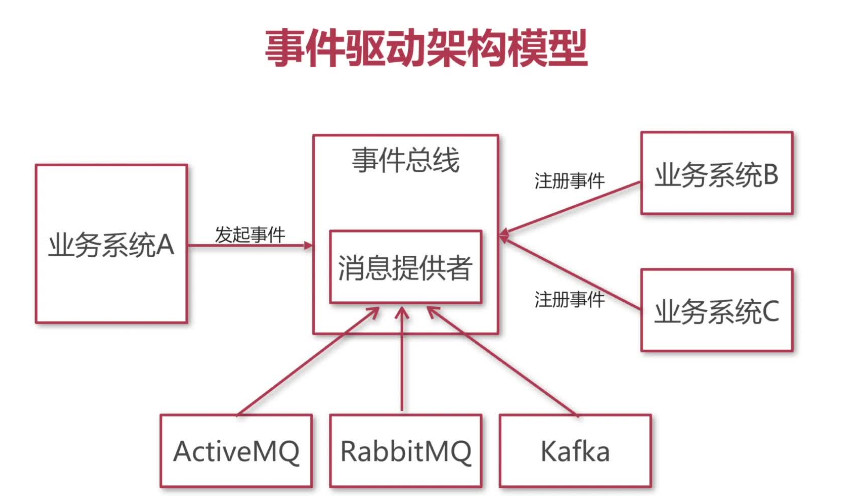 事件驱动架构模型
事件总线
业务系统A
发起事件
消息提供者
注册事件
业务系统B
注册事件
业务系统C
ActiveMQ
RabbitMQ
Kafka